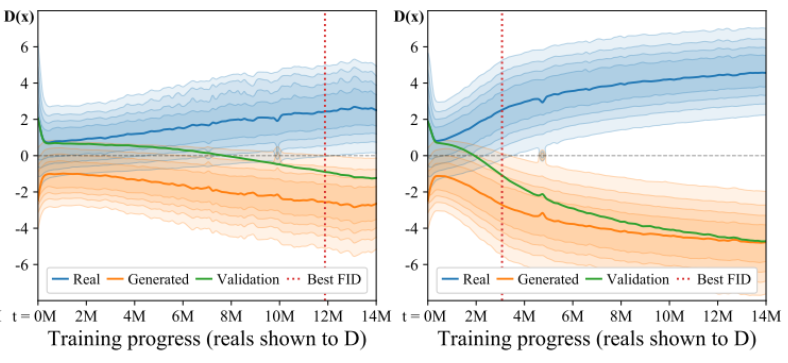 D(x)
6
4
2
0
-2
-4
-6
Real Generated Validation Best FID
t = 0M 2M 4M 6M 8M 10M 12M 14M
Training progress (reals shown to D)
D(x)
6
4
2
0
-2
-4
-6
Real Generated Validation Best FID
t = 0M 2M 4M 6M 8M 10M 12M 14M
Training progress (reals shown to D)